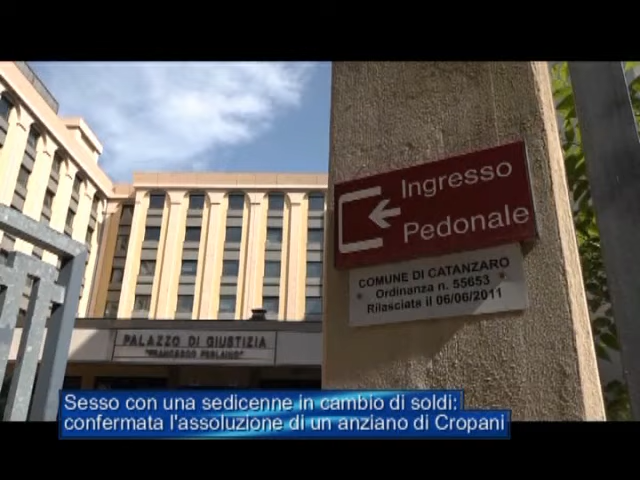 Ingresso
Pedonale
COMUNE DI CATANZARO
Ordinanza n. 55653
Rilasciata il 06/06/2011
PALAZZO DI GIUSTIZIA
"FRANCESCO FERLAINO"
Sesso con una sedicenne in cambio di soldi:
confermata l'assoluzione di un anziano di Cropani